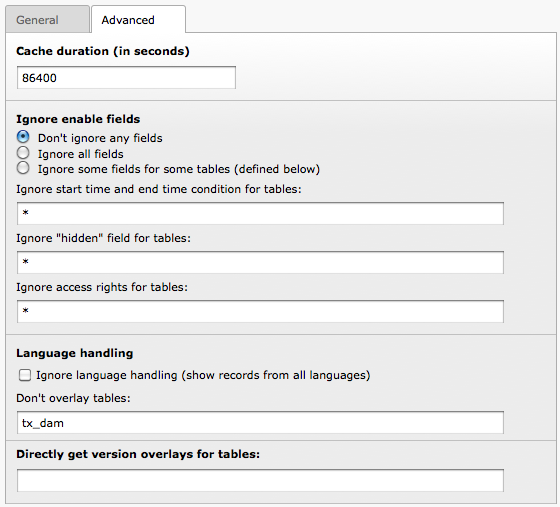 General
Advanced
Cache duration (in seconds)
86400
Ignore enable fields
Don't ignore any fields
Ignore all fields
Ignore some fields for some tables (defined below)
Ignore start time and end time condition for tables:
*
Ignore "hidden" field for tables:
*
Ignore access rights for tables:
*
Language handling
Ignore language handling (show records from all languages)
Don't overlay tables:
tx_dam
Directly get version overlays for tables: